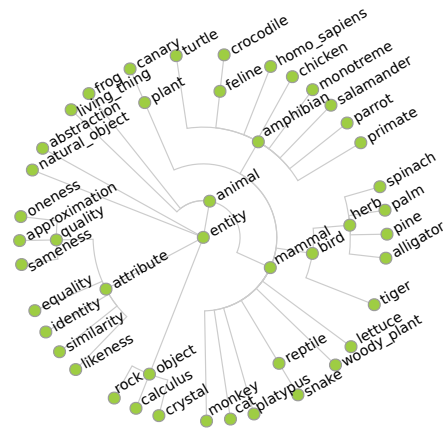 homo_sapiens
crocodile
turtle
canary
chicken
monotreme
feline
plant
frog
living_thing
salamander
amphibian
parrot
abstraction
natural_object
primate
spinach
animal
palm
herb
oneness
approximation
quality
sameness
entity
pine
bird
mammal
alligator
attribute
tiger
equality
identity
similarity
likeness
lettuce
woody_plant
reptile
object
rock
calculus
crystal
monkey
cat
platypus
snake